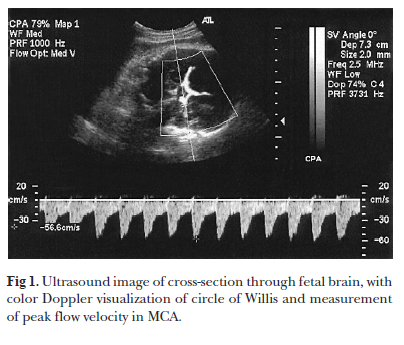 CPA 79% Map 1
WF Med
PRF 1000 Hz
Flow Opt: Med V
ATL
SV Angle 0°
Dep 7.3 cm
Size 2.0 mm
Freq 2.5 MHz
WF Low
Dop 74% C 4
PRF 3731 Hz
CPA
20
cm/s
-30
-56.6cm/s
20
cm/s
-30
-60
Fig 1. Ultrasound image of cross-section through fetal brain, with
color Doppler visualization of circle of Willis and measurement
of peak flow velocity in MCA.